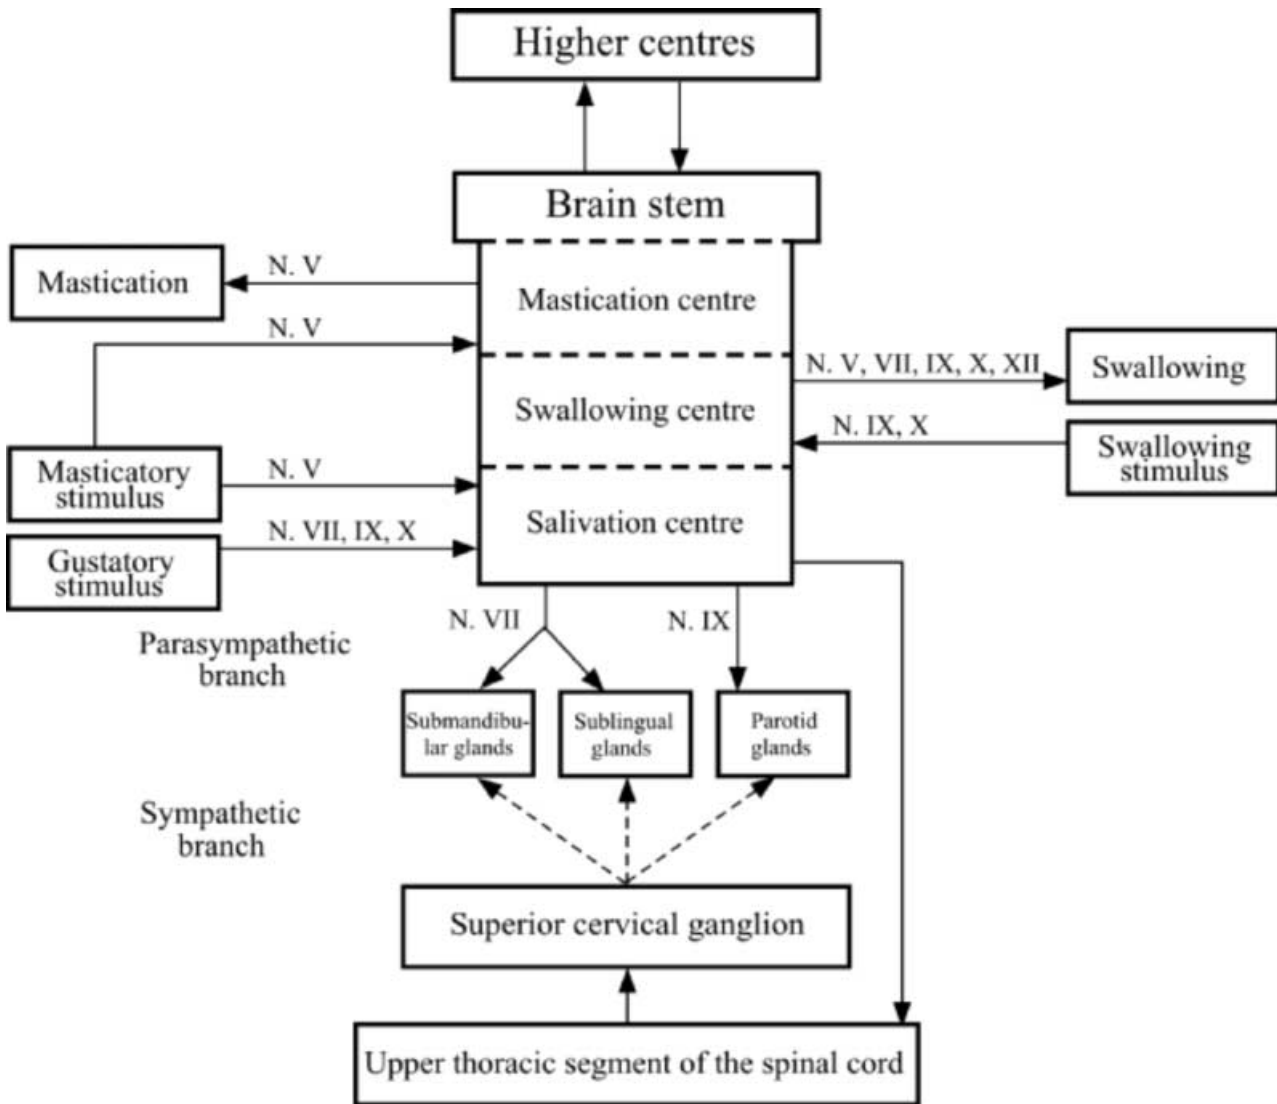 Higher centres
Brain stem
Mastication
N. V
Mastication centre
N. V
N. V, VII, IX, X, XII
Swallowing
Swallowing centre
N. IX, X
Swallowing
stimulus
Masticatory
stimulus
N. V
Salivation centre
N. VII, IX, X
Gustatory
stimulus
N. VII
N. IX
Parasympathetic
branch
Submandibu-
lar glands
Sublingual
glands
Parotid
glands
Sympathetic
branch
Superior cervical ganglion
Upper thoracic segment of the spinal cord